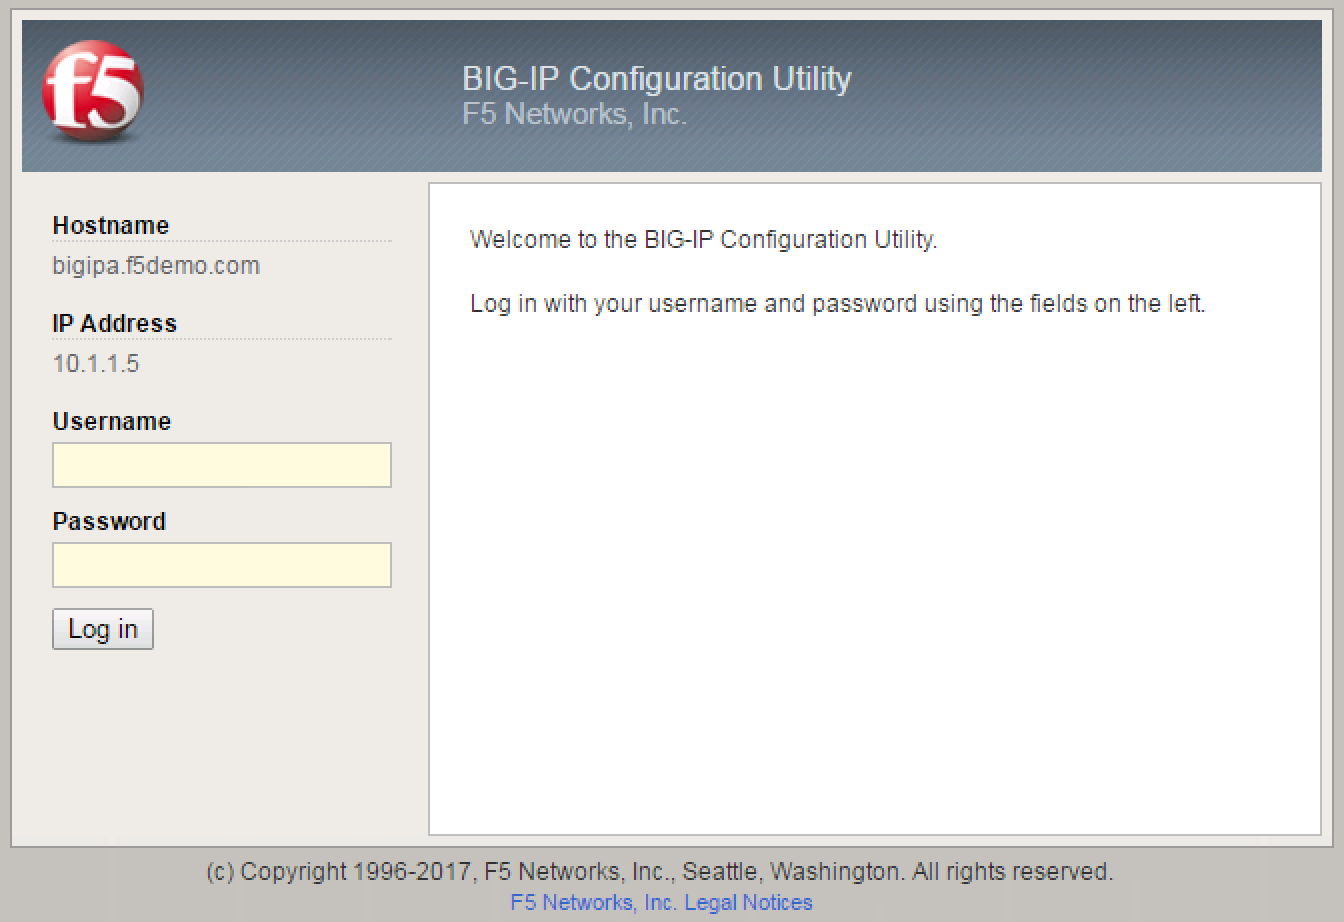 f5
BIG-IP Configuration Utility
F5 Networks, Inc.
Hostname
bigipa.f5demo.com
IP Address
10.1.1.5
Username
Password
Log in
Welcome to the BIG-IP Configuration Utility.
Log in with your username and password using the fields on the left.
(c) Copyright 1996-2017, F5 Networks, Inc., Seattle, Washington. All rights reserved.
F5 Networks, Inc. Legal Notices